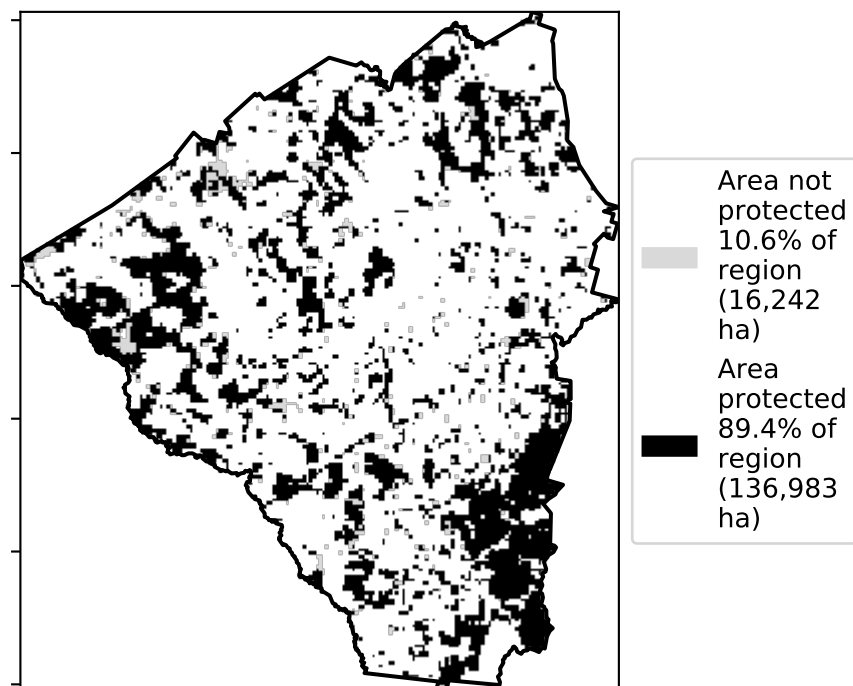 Area not
protected
10.6% of
region
(16,242
ha)
Area
protected
89.4% of
region
(136,983
ha)